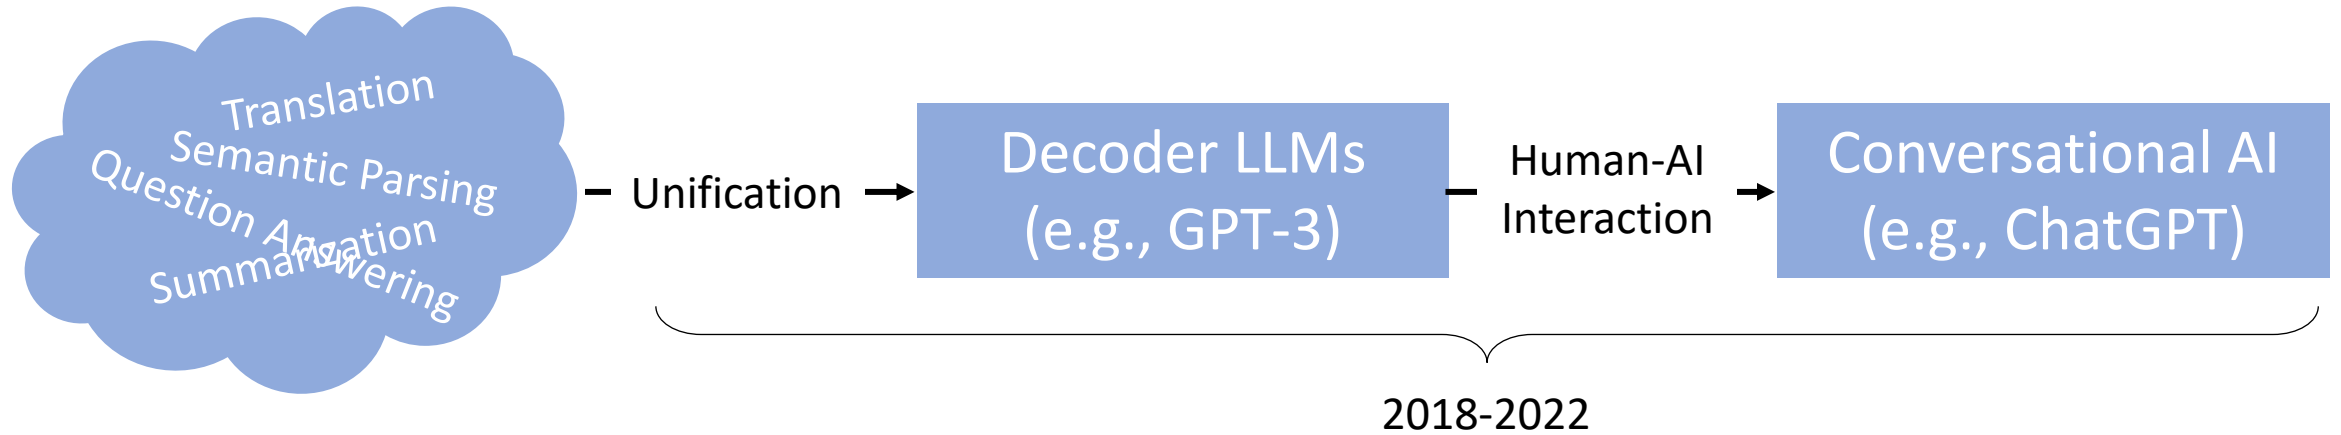 Translation
Semantic Parsing
Question Answering
Summarization
Unification
Decoder LLMs
(e.g., GPT-3)
Human-AI
Interaction
Conversational AI
(e.g., ChatGPT)
2018-2022